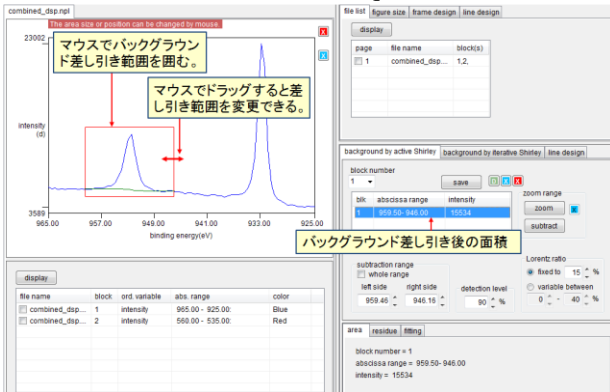 combined_dsp.npl
The area size or position can be changed by mouse.
23002
マウスでバックグラウン
ド差し引き範囲を囲む。
マウスでドラッグすると差
し引き範囲を変更できる。
intensity
(d)
3589
965.00 957.00 949.00 941.00 933.00 925.00
binding energy(eV)
display
file name block ord. variable abs. range color
combined_dsp... 1 intensity 965.00 - 925.00: Blue
combined_dsp... 2 intensity 560.00 - 535.00: Red
file list figure size frame design line design
display
page file name block(s)
1 combined_dsp... 1,2,
background by active Shirley background by iterative Shirley line design
block number
1 save
zoom range
blk abscissa range intensity
1 959.50- 946.00 15534
zoom
subtract
バックグラウンド差し引き後の面積
subtraction range
whole range
left side right side detection level
959.46 946.16 90 %
Lorentz ratio
fixed to 15 %
variable between
0 - 40 %
area residue fitting
block number = 1
abscissa range = 959.50- 946.00
intensity = 15534